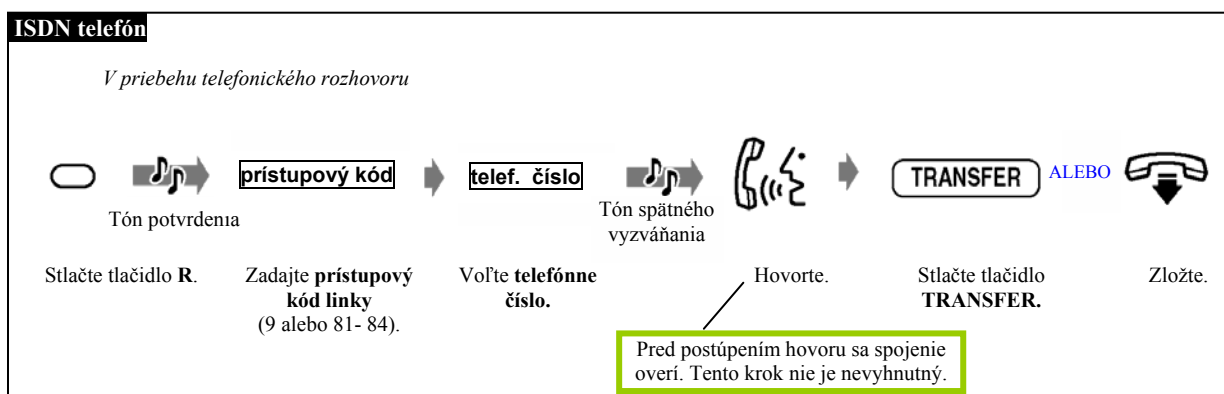 ISDN telefón
V priebehu telefonického rozhovoru
prístupový kód
telef. číslo
TRANSFER
ALEBO
Tón potvrdenia
Tón spätného
vyzváňania
Stlačte tlačidlo R.
Zadajte prístupový
kód linky
(9 alebo 81- 84).
Voľte telefónne
číslo.
Hovorte.
Stlačte tlačidlo
TRANSFER.
Zložte.
Pred postúpením hovoru sa spojenie
overí. Tento krok nie je nevyhnutný.